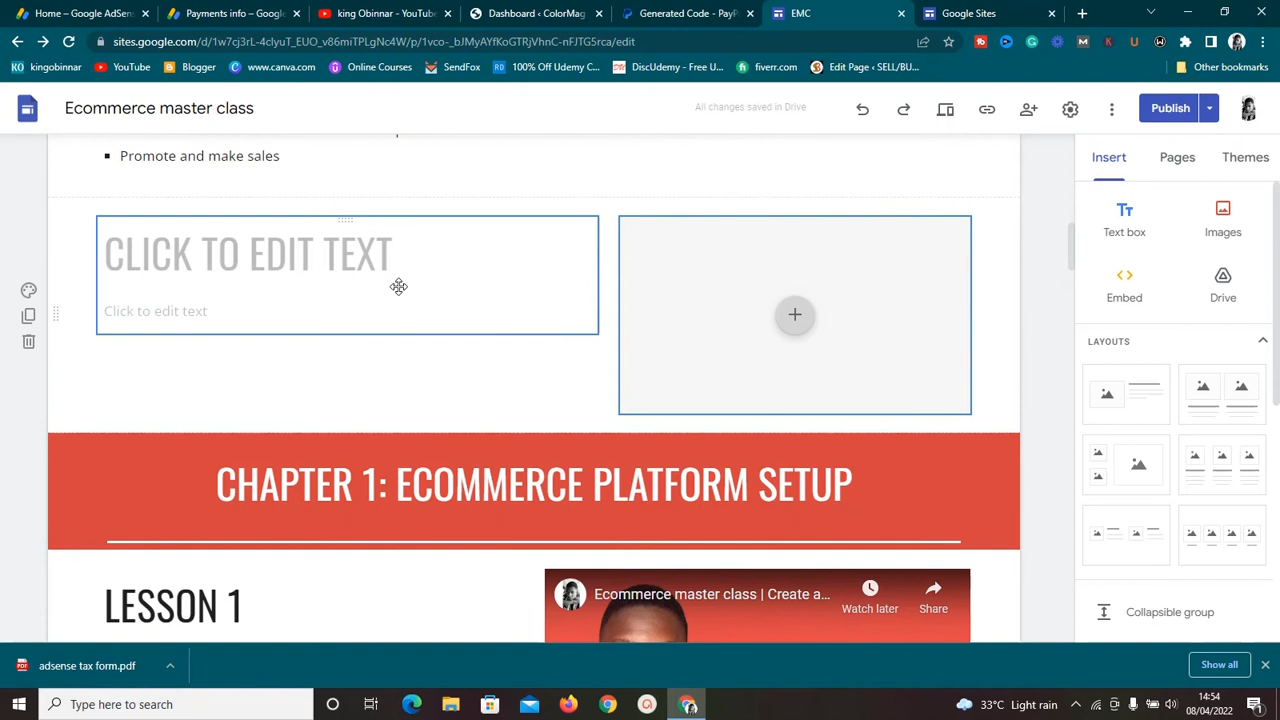 Home – Google AdSens
Payments info – Google
king Obinnar - YouTube
Dashboard ‹ ColorMag
Generated Code - PayP
EMC
Google Sites
sites.google.com/d/1w7cj3rL-4clyuT_EUO_v86miTPLgNc4W/p/1vco-_bJMyAYfKoGTRjVhnC-nFJTG5rca/edit
kingobinnar
YouTube
Blogger
www.canva.com
Online Courses
SendFox
100% Off Udemy C...
DiscUdemy - Free U...
fiverr.com
Edit Page ‹ SELL/BU...
Other bookmarks
Ecommerce master class
All changes saved in Drive
Publish
Insert
Pages
Themes
Promote and make sales
CLICK TO EDIT TEXT
Click to edit text
Text box
Images
Embed
Drive
LAYOUTS
Collapsible group
CHAPTER 1: ECOMMERCE PLATFORM SETUP
LESSON 1
Ecommerce master class | Create a...
Watch later
Share
adsense tax form.pdf
Show all
Type here to search
33°C Light rain
14:54
08/04/2022